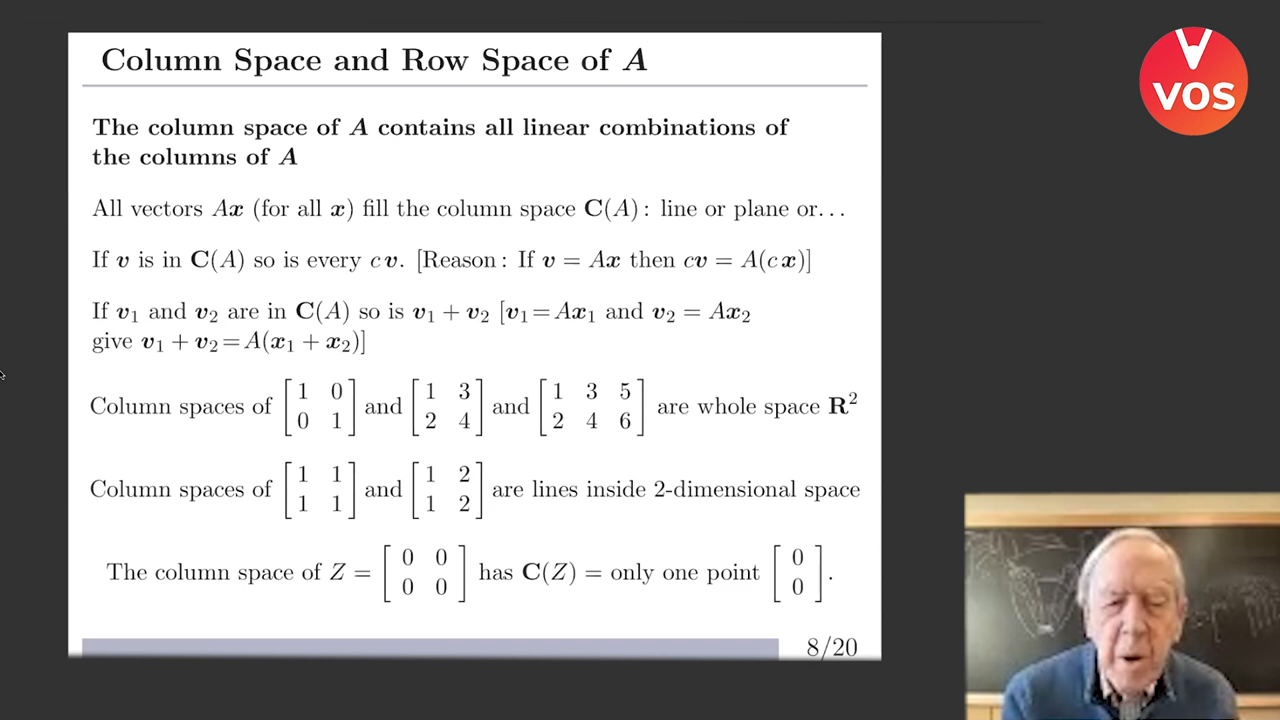 Column Space and Row Space of A
VOS
The column space of A contains all linear combinations of
the columns of A
All vectors Ax (for all x) fill the column space C(A): line or plane or...
If v is in C(A) so is every cv. [Reason: If v = Ax then cv = A(cx)]
If v₁ and v₂ are in C(A) so is v₁ + v₂ [v₁ = Ax₁ and v₂ = Ax₂
give v₁ + v₂ = A(x₁ + x₂)]
Column spaces of [1 0; 0 1] and [1 3; 2 4] and [1 3 5; 2 4 6] are whole space R²
Column spaces of [1 1; 1 1] and [1 2; 1 2] are lines inside 2-dimensional space
The column space of Z = [0 0; 0 0] has C(Z) = only one point [0; 0].
8/20